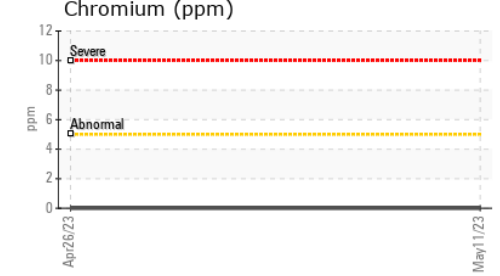 Chromium (ppm)
12
Severe
10
8
ppm
6
Abnormal
4
2
0
Apr26/23
May11/23